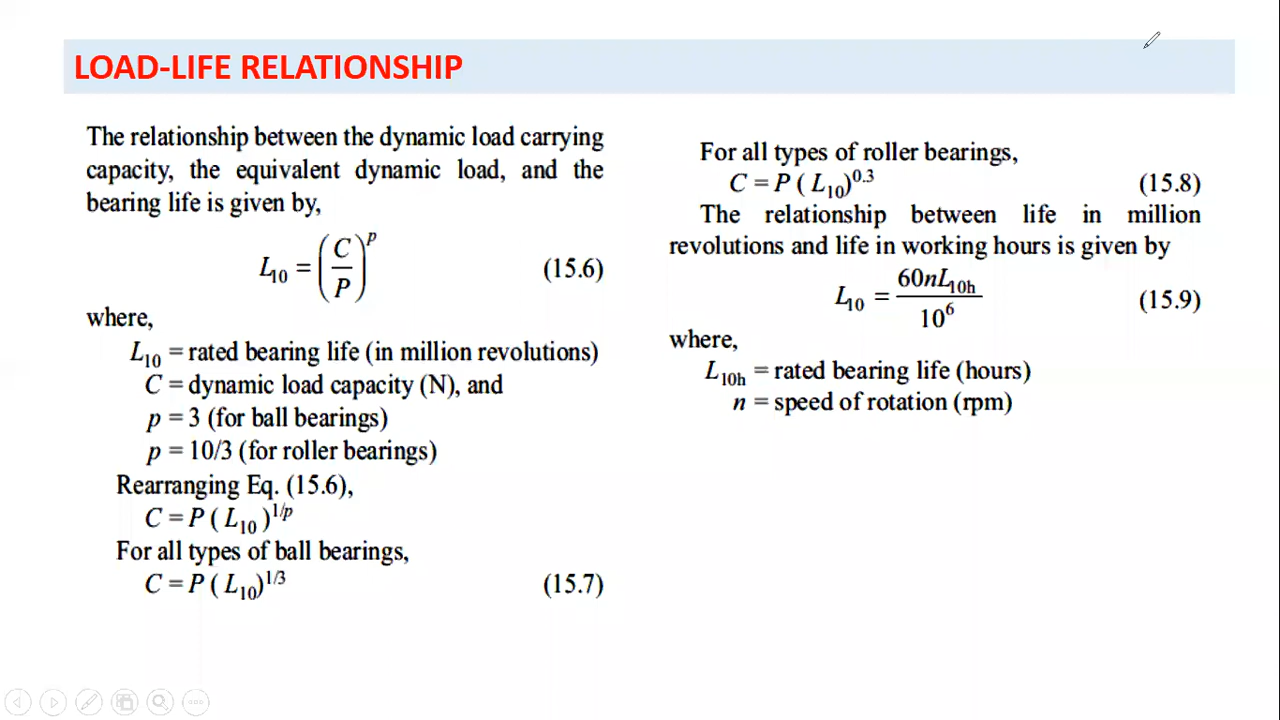 LOAD-LIFE RELATIONSHIP
The relationship between the dynamic load carrying
capacity, the equivalent dynamic load, and the
bearing life is given by,
L₁₀ = (C/P)ᵖ (15.6)
where,
L₁₀ = rated bearing life (in million revolutions)
C = dynamic load capacity (N), and
p = 3 (for ball bearings)
p = 10/3 (for roller bearings)
Rearranging Eq. (15.6),
C = P ( L₁₀ )^1/p
For all types of ball bearings,
C = P ( L₁₀)^1/3 (15.7)
For all types of roller bearings,
C = P ( L₁₀)^0.3 (15.8)
The relationship between life in million
revolutions and life in working hours is given by
L₁₀ = 60nL₁₀ₕ / 10⁶ (15.9)
where,
L₁₀ₕ = rated bearing life (hours)
n = speed of rotation (rpm)